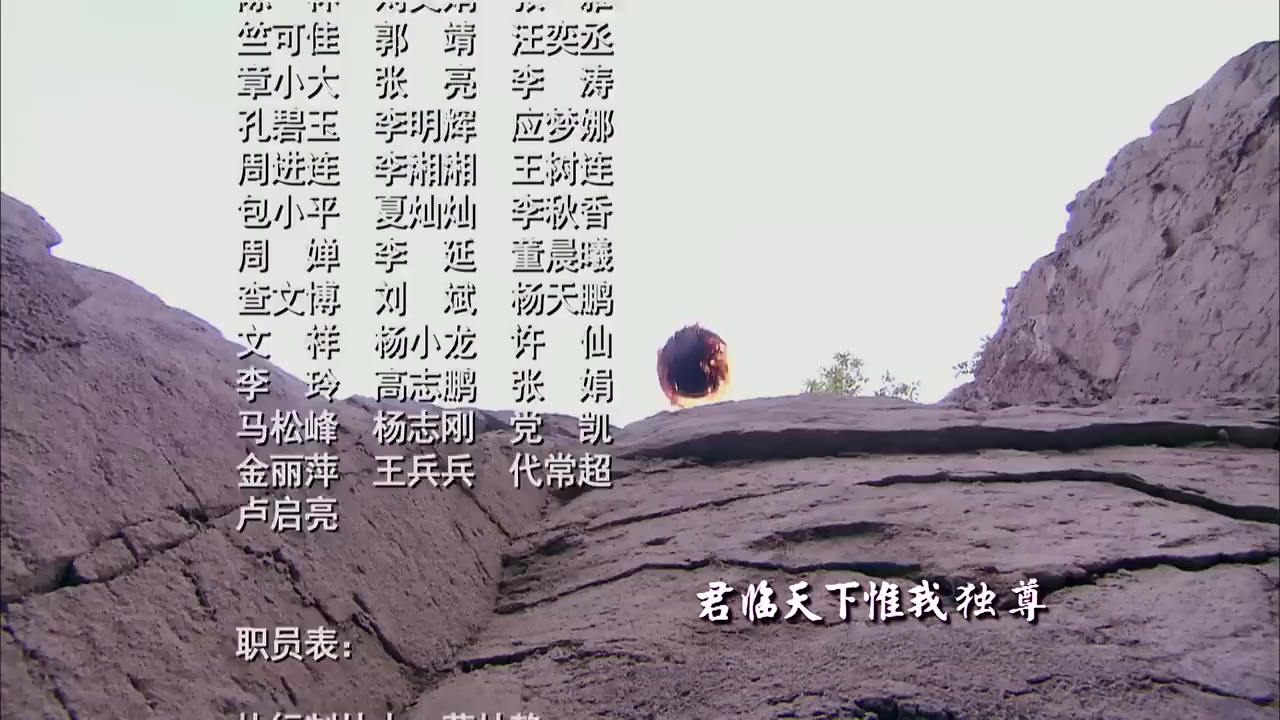 竺可佳 郭 靖 汪奕丞
章小大 张 亮 李 涛
孔碧玉 李明辉 应梦娜
周进连 李湘湘 王树连
包小平 夏灿灿 李秋香
周 婵 李 延 董晨曦
查文博 刘 斌 杨天鹏
文 祥 杨小龙 许 仙
李 玲 高志鹏 张 娟
马松峰 杨志刚 党 凯
金丽萍 王兵兵 代常超
卢启亮
君临天下惟我独尊
职员表：